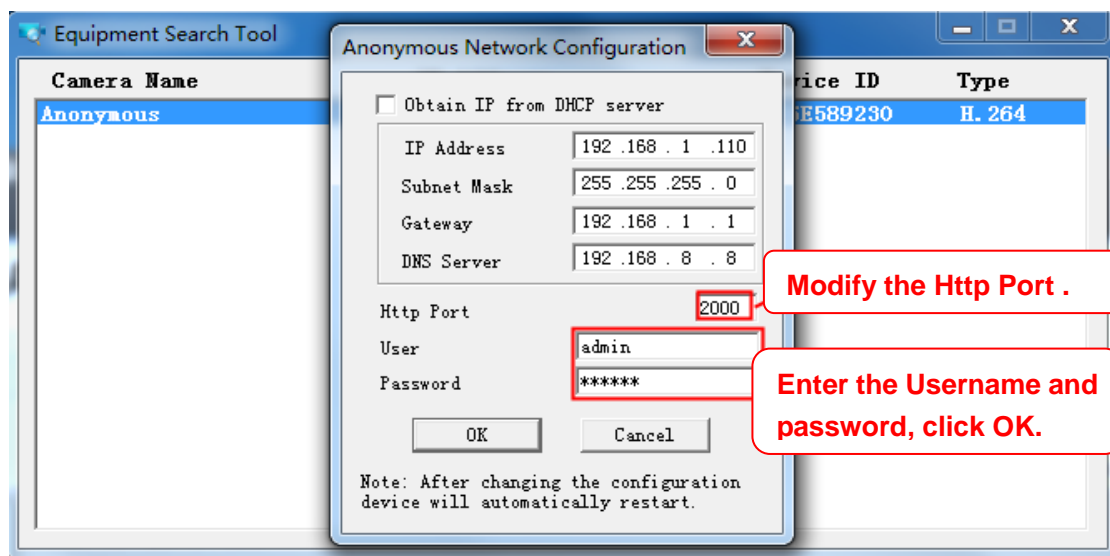 Equipment Search Tool
Anonymous Network Configuration
Camera Name
vice ID
Type
Anonymous
E589230
H.264
Obtain IP from DHCP server
IP Address
192 .168 . 1 .110
Subnet Mask
255 .255 .255 . 0
Gateway
192 .168 . 1 . 1
DNS Server
192 .168 . 8 . 8
Http Port
2000
Modify the Http Port .
User
admin
Password
******
Enter the Username and
password, click OK.
OK
Cancel
Note: After changing the configuration
device will automatically restart.